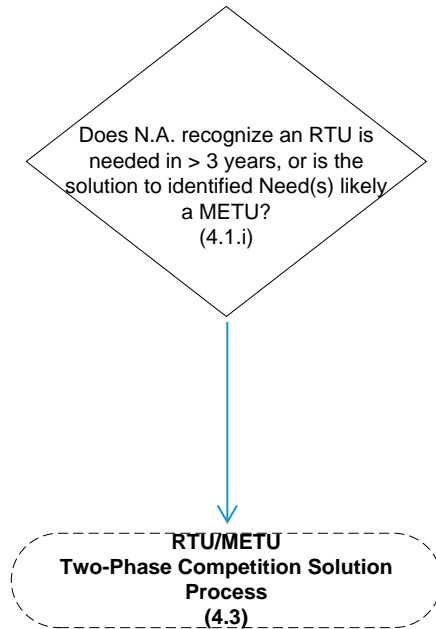 Does N.A. recognize an RTU is
needed in > 3 years, or is the
solution to identified Need(s) likely
a METU?
(4.1.i)
RTU/METU
Two-Phase Competition Solution
Process
(4.3)